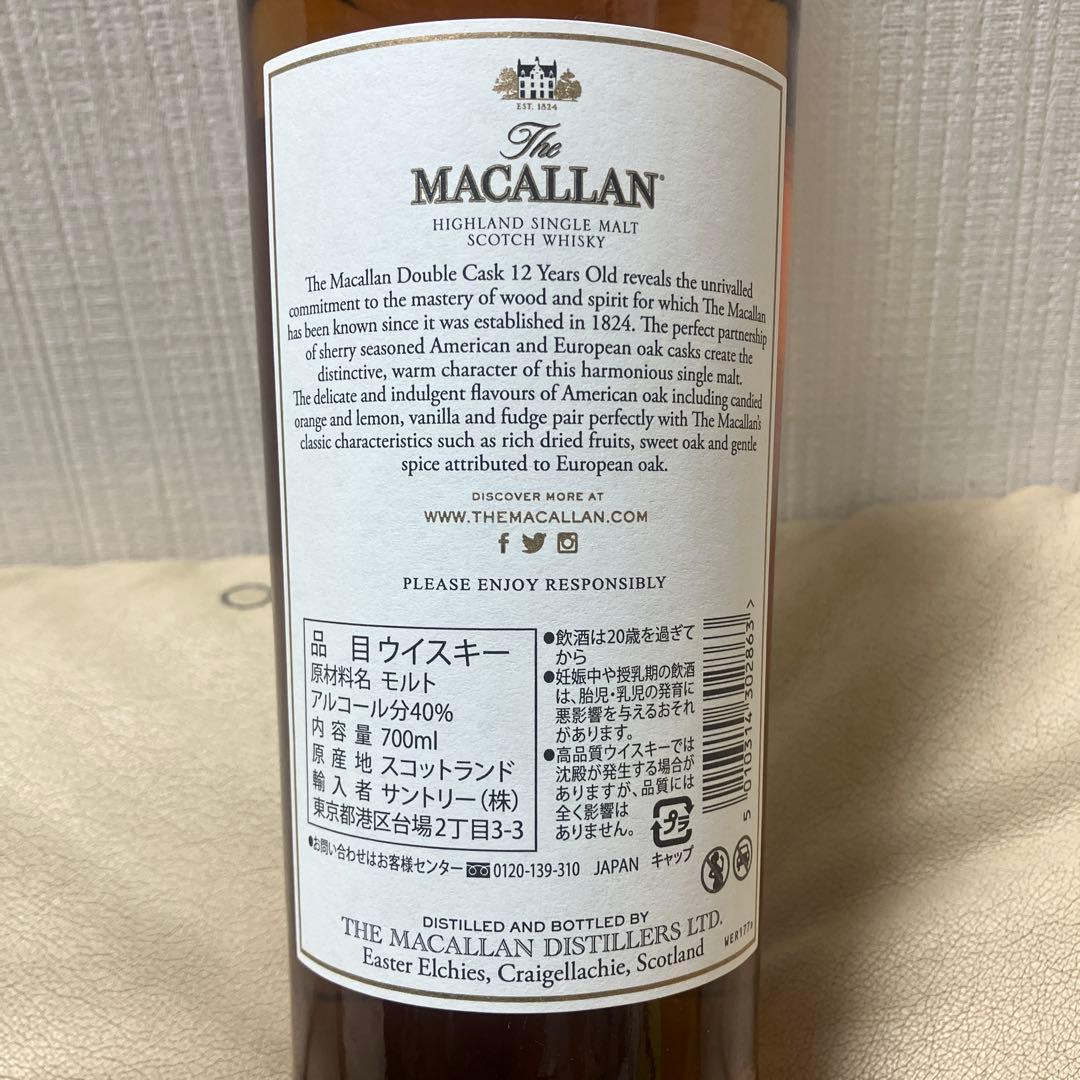 EST. 1824
The
MACALLAN®
HIGHLAND SINGLE MALT
SCOTCH WHISKY
The Macallan Double Cask 12 Years Old reveals the unrivalled
commitment to the mastery of wood and spirit for which The Macallan
has been known since it was established in 1824. The perfect partnership
of sherry seasoned American and European oak casks create the
distinctive, warm character of this harmonious single malt.
The delicate and indulgent flavours of American oak including candied
orange and lemon, vanilla and fudge pair perfectly with The Macallan's
classic characteristics such as rich dried fruits, sweet oak and gentle
spice attributed to European oak.
DISCOVER MORE AT
WWW.THEMACALLAN.COM
PLEASE ENJOY RESPONSIBLY
品 目 ウイスキー
原材料名 モルト
アルコール分40%
内 容 量 700ml
原 産 地 スコットランド
輸 入 者 サントリー(株)
東京都港区台場2丁目3-3
●飲酒は20歳を過ぎて
から
●妊娠中や授乳期の飲酒
は、胎児・乳児の発育に
悪影響を与えるおそれ
があります。
●高品質ウイスキーでは
沈殿が発生する場合が
ありますが、品質には
全く影響は
ありません。
プラ
キャップ
5 010314 302863 >
●お問い合わせはお客様センター 0120-139-310 JAPAN
DISTILLED AND BOTTLED BY
THE MACALLAN DISTILLERS LTD.
Easter Elchies, Craigellachie, Scotland